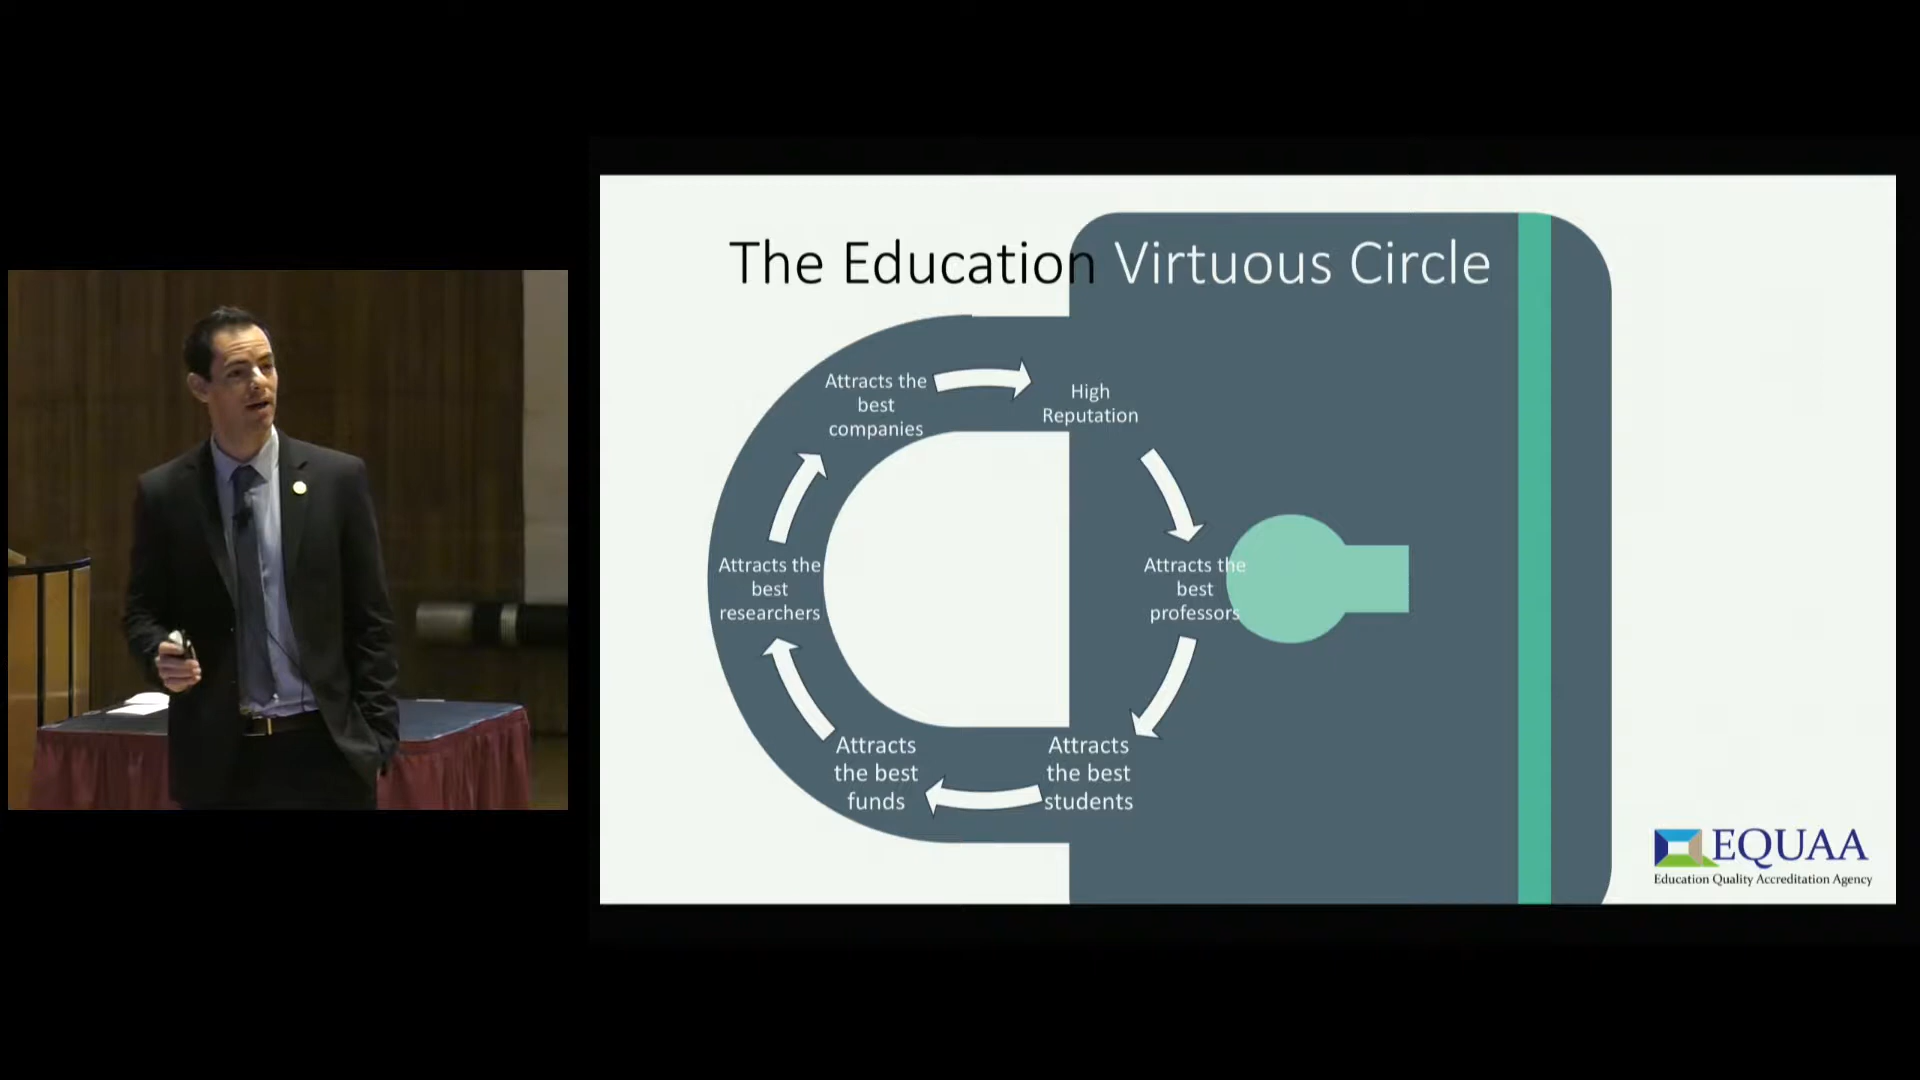 The Education Virtuous Circle
High
Reputation
Attracts the
best
professors
Attracts
the best
students
Attracts
the best
funds
Attracts the
best
researchers
Attracts the
best
companies
EQUAA
Education Quality Accreditation Agency